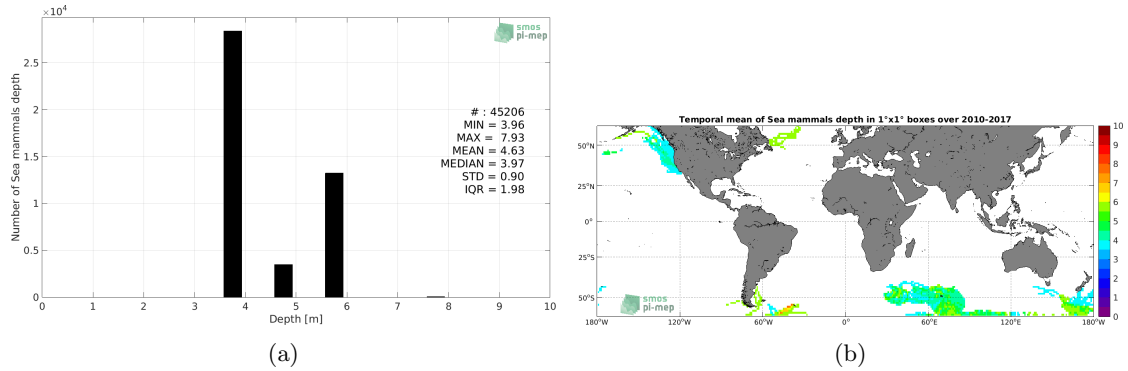 ×10⁴
smos
pi-mep
2.5
2
1.5
1
0.5
0
Number of Sea mammals depth
# : 45206
MIN = 3.96
MAX = 7.93
MEAN = 4.63
MEDIAN = 3.97
STD = 0.90
IQR = 1.98
0 1 2 3 4 5 6 7 8 9 10
Depth [m]
(a)
Temporal mean of Sea mammals depth in 1°x1° boxes over 2010-2017
50°N
25°N
0°
25°S
50°S
smos
pi-mep
180°W 120°W 60°W 0° 60°E 120°E 180°W
10
9
8
7
6
5
4
3
2
1
0
(b)